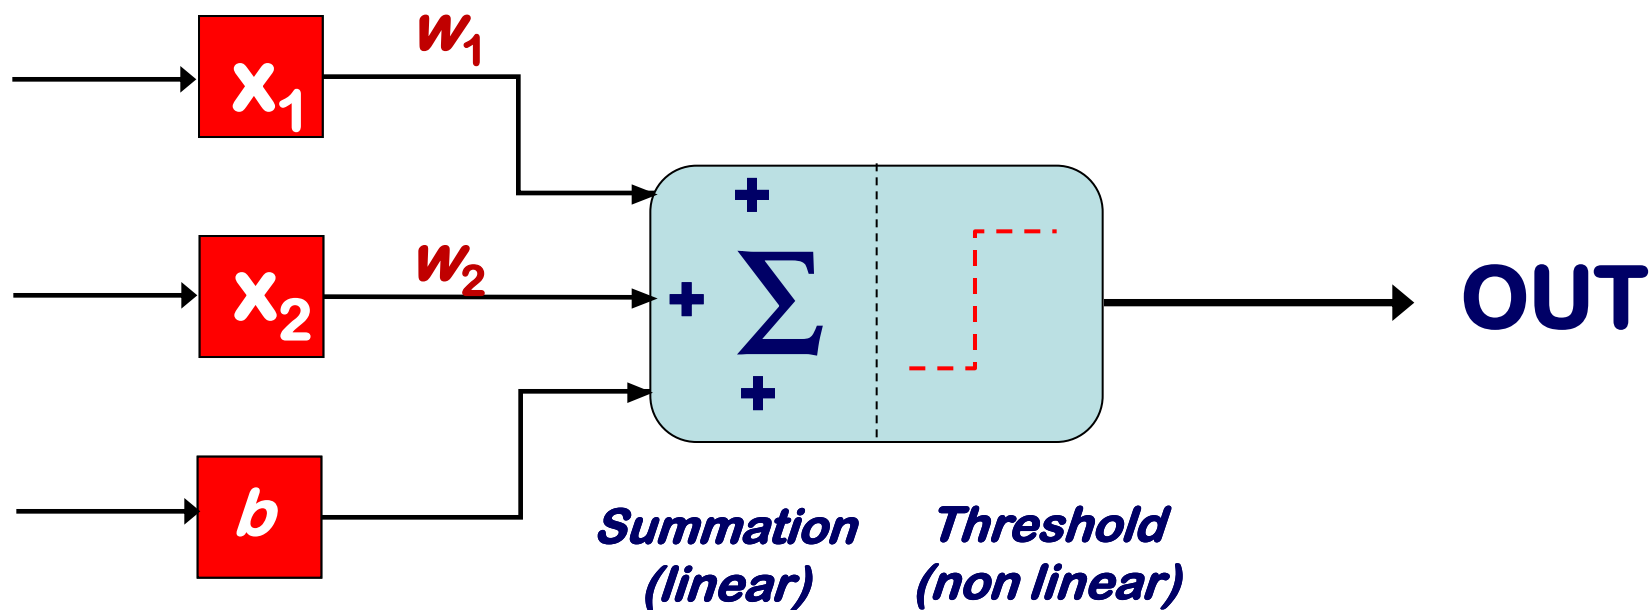 w₁
x₁
+
w₂
x₂
+ Σ
OUT
+
b
Summation
(linear)
Threshold
(non linear)